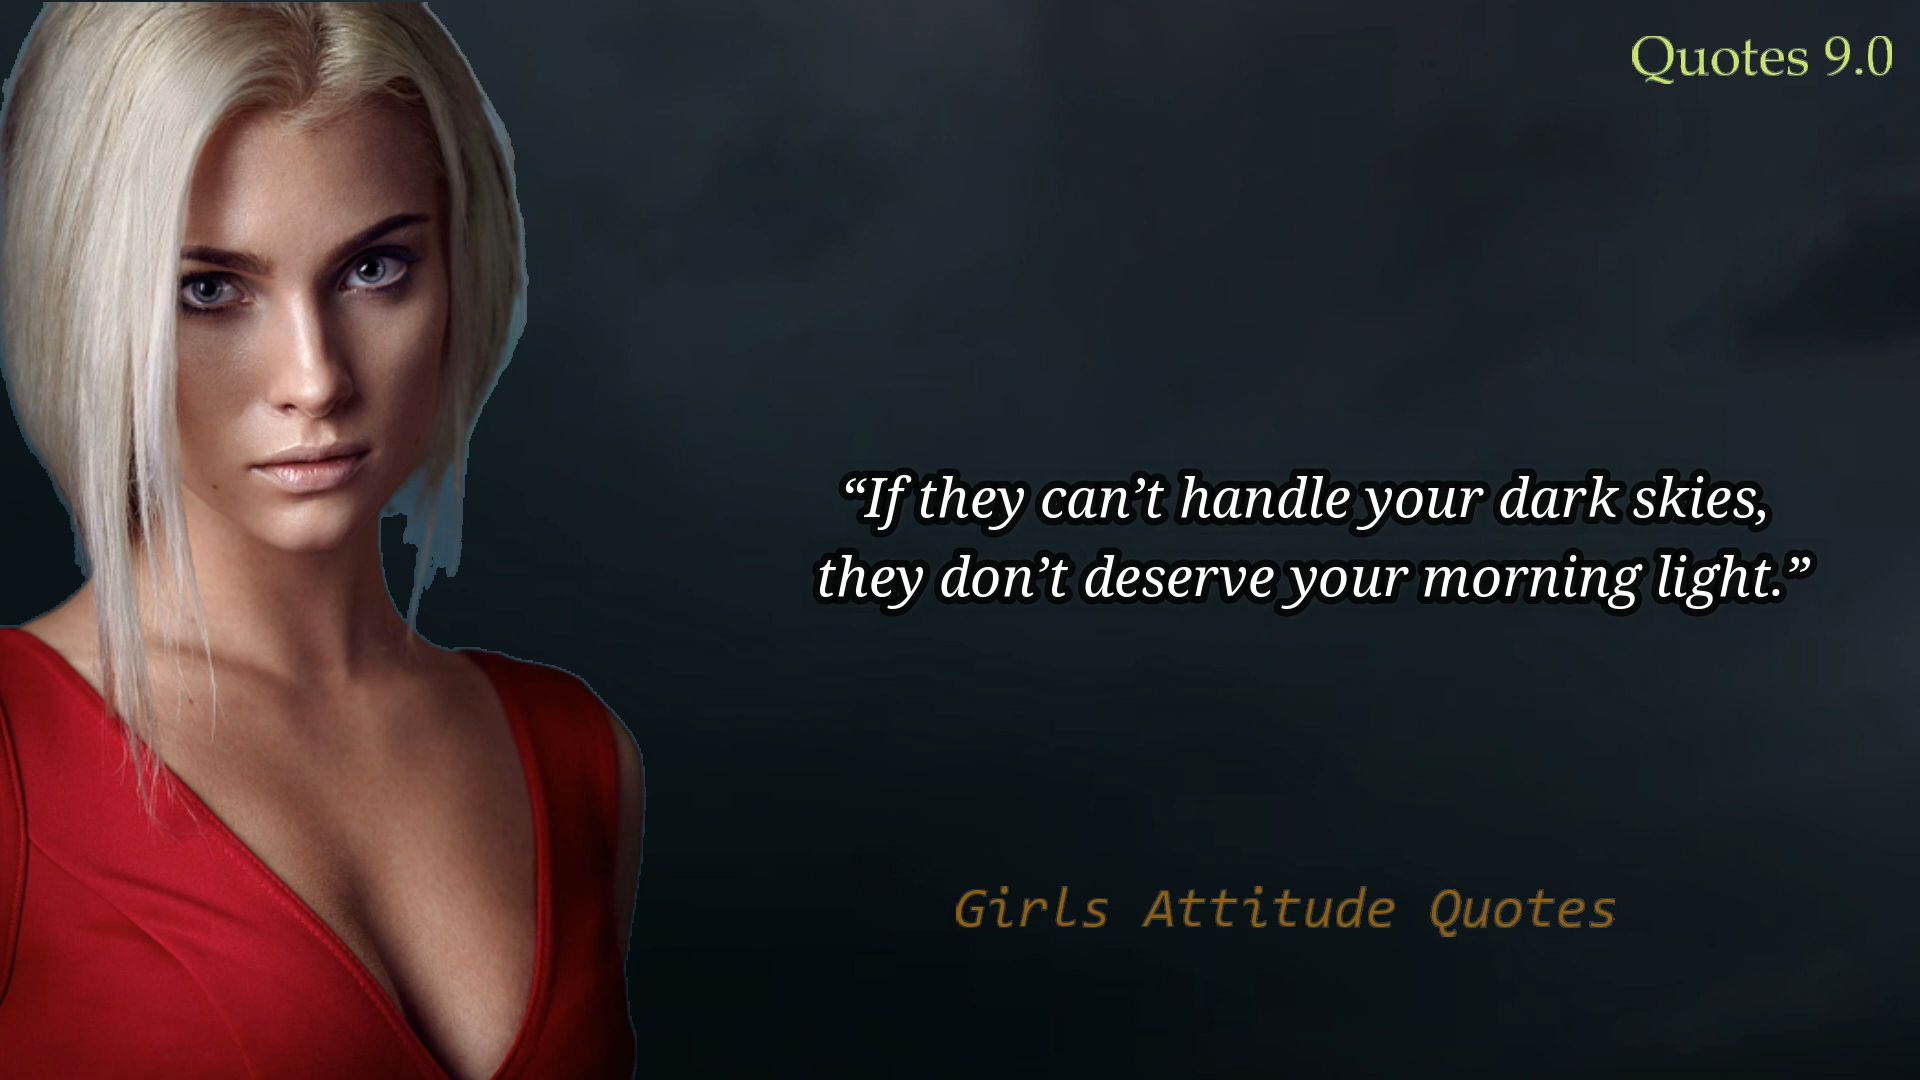 Quotes 9.0
“If they can’t handle your dark skies,
they don’t deserve your morning light.”
Girls Attitude Quotes